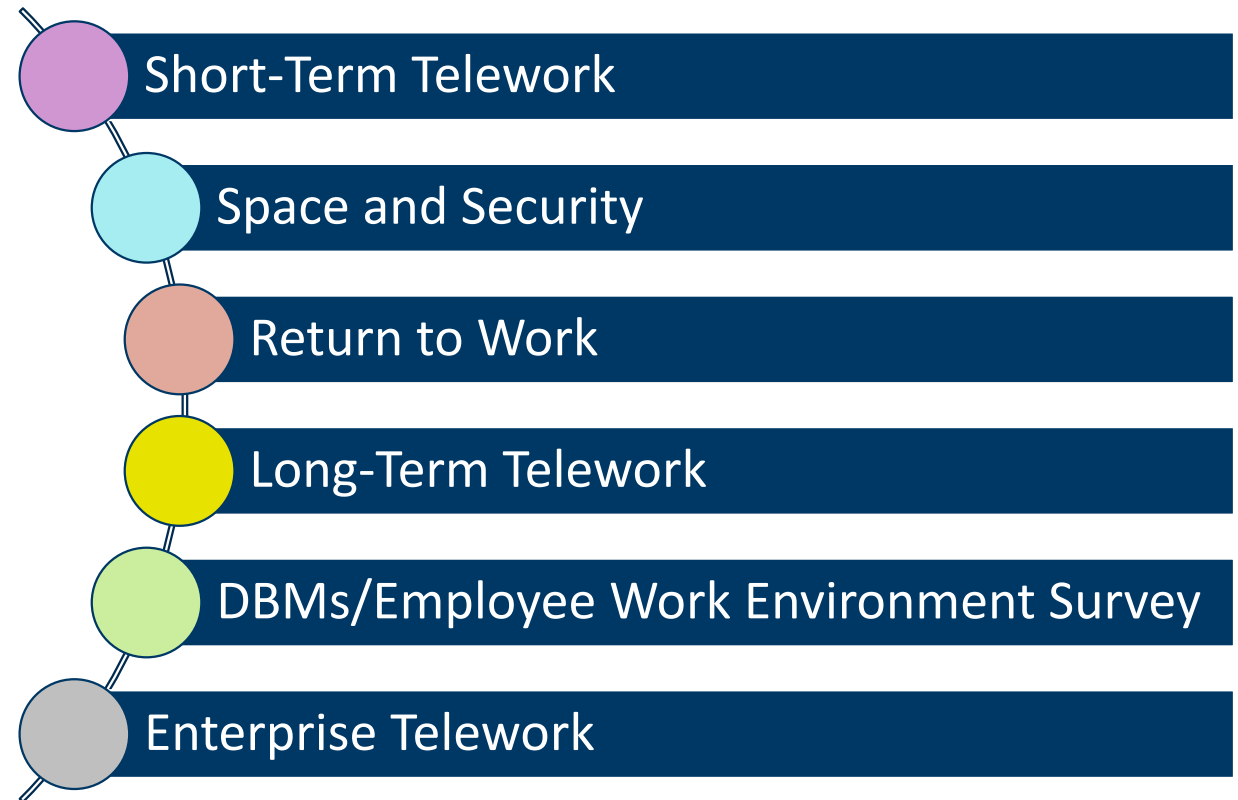 Short-Term Telework
Space and Security
Return to Work
Long-Term Telework
DBMs/Employee Work Environment Survey
Enterprise Telework